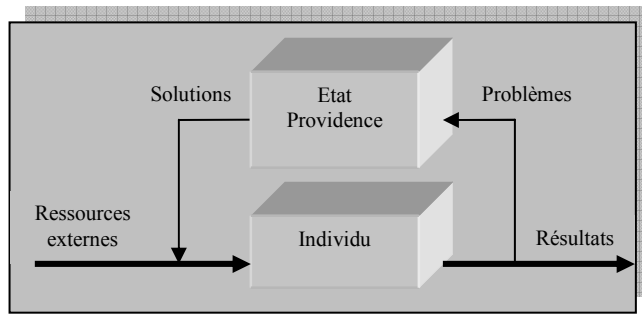 Solutions
Etat
Providence
Problèmes
Ressources
externes
Individu
Résultats